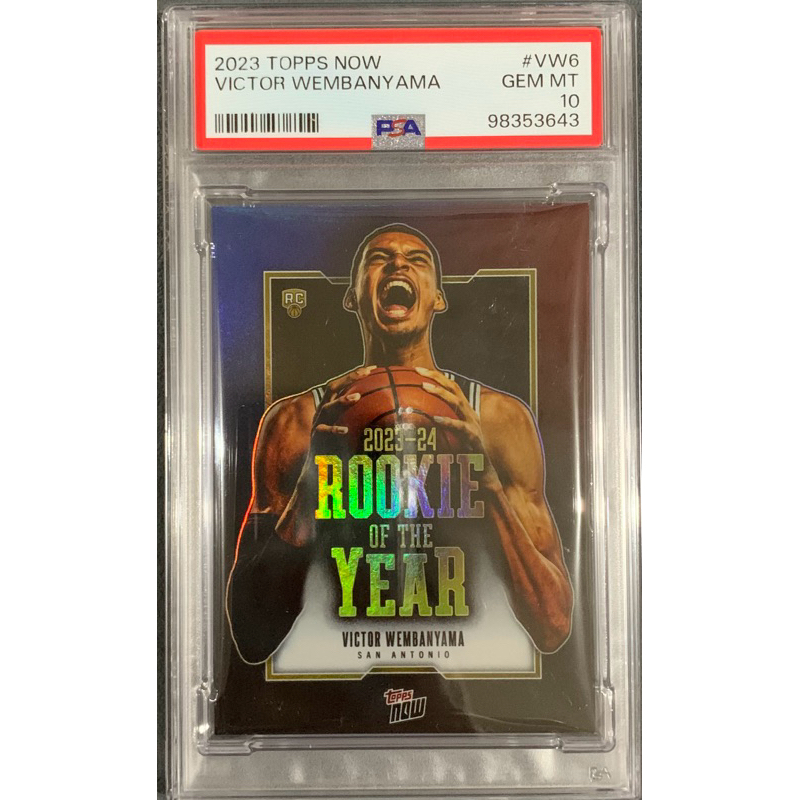 2023 TOPPS NOW #VW6
VICTOR WEMBANYAMA GEM MT
10
PSA 98353643
RC
2023-24
ROOKIE
OF THE
YEAR
VICTOR WEMBANYAMA
SAN ANTONIO
topps
now